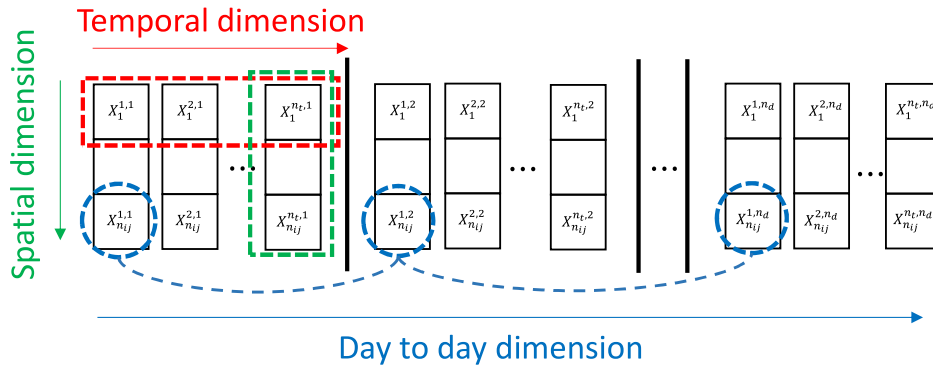 Temporal dimension
Spatial dimension
$X_1^{1,1}$ $X_1^{2,1}$ $X_1^{n_t,1}$ $X_1^{1,2}$ $X_1^{2,2}$ $X_1^{n_t,2}$ $X_1^{1,n_d}$ $X_1^{2,n_d}$ $X_1^{n_t,n_d}$
... ... ... ...
$X_{n_{ij}}^{1,1}$ $X_{n_{ij}}^{2,1}$ $X_{n_{ij}}^{n_t,1}$ $X_{n_{ij}}^{1,2}$ $X_{n_{ij}}^{2,2}$ $X_{n_{ij}}^{n_t,2}$ $X_{n_{ij}}^{1,n_d}$ $X_{n_{ij}}^{2,n_d}$ $X_{n_{ij}}^{n_t,n_d}$
Day to day dimension